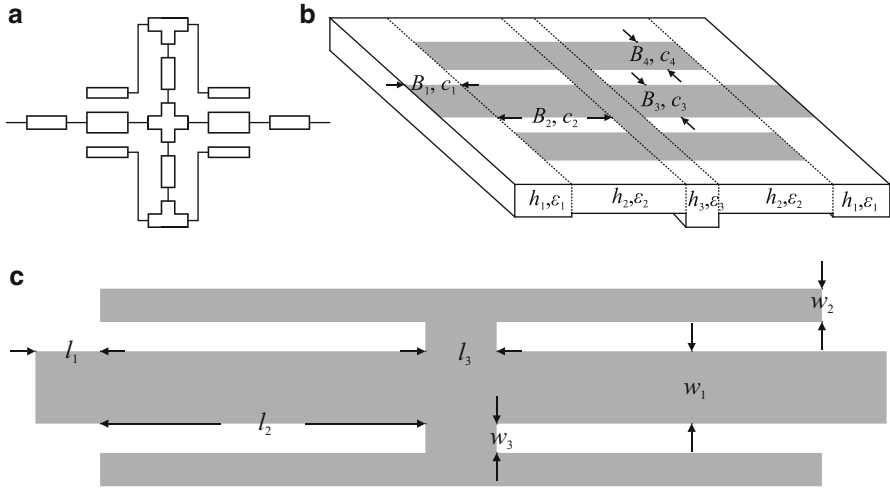 a
b
B₄, c₄
B₁, c₁
B₃, c₃
B₂, c₂
h₁,ε₁
h₂,ε₂
h₃,ε₃
h₂,ε₂
h₁,ε₁
c
w₂
l₁
l₃
w₁
l₂
w₃